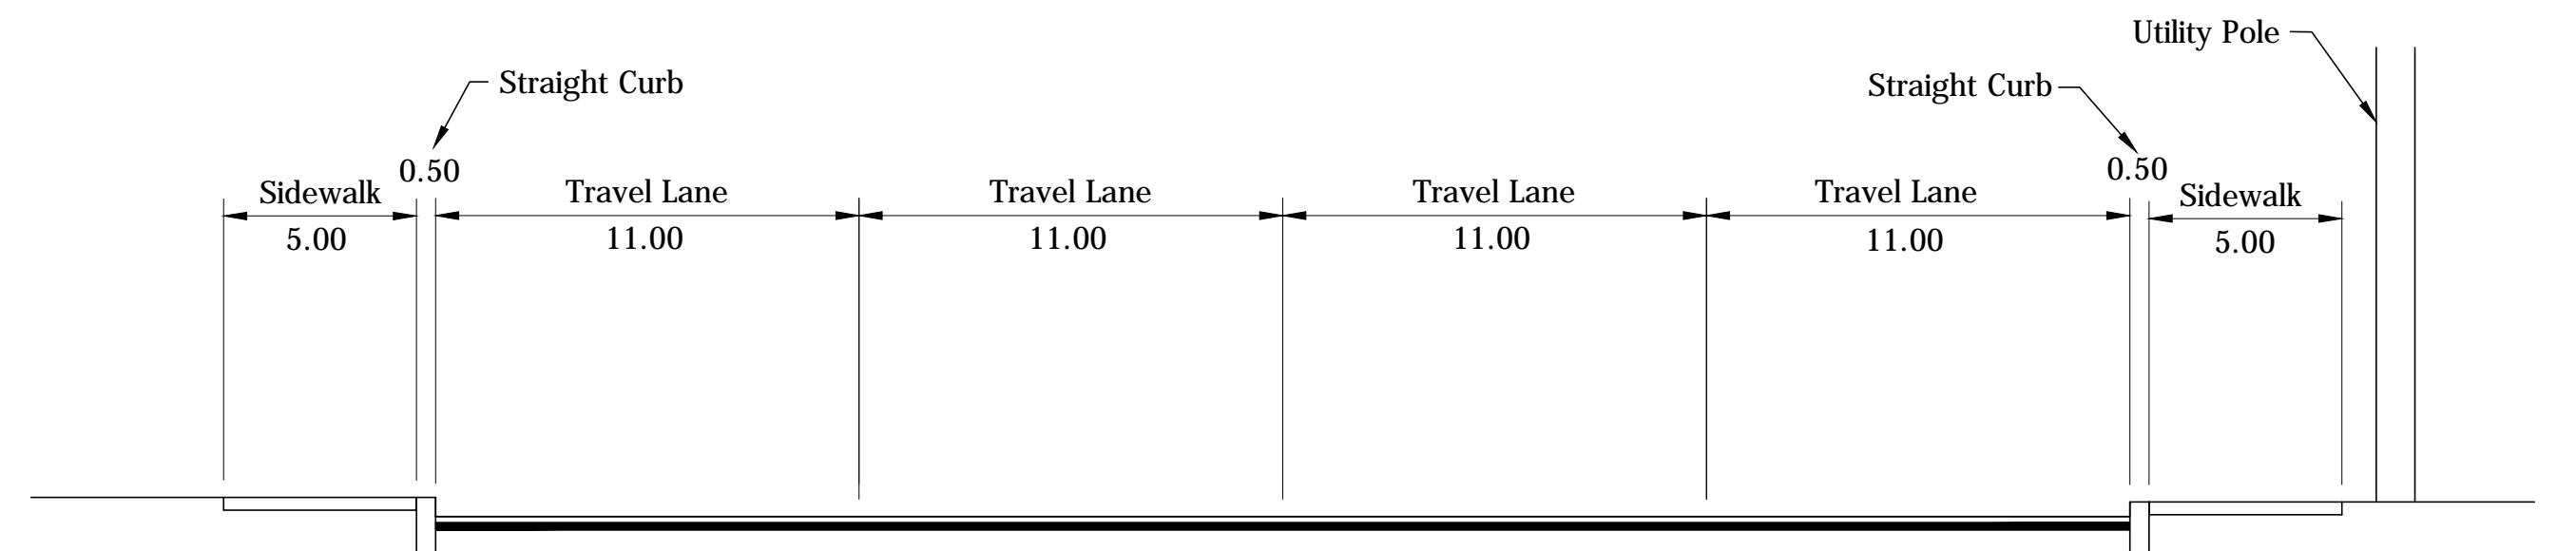 Utility Pole
Straight Curb
Straight Curb
0.50
0.50
Sidewalk
Travel Lane
Travel Lane
Travel Lane
Travel Lane
Sidewalk
5.00
11.00
11.00
11.00
11.00
5.00